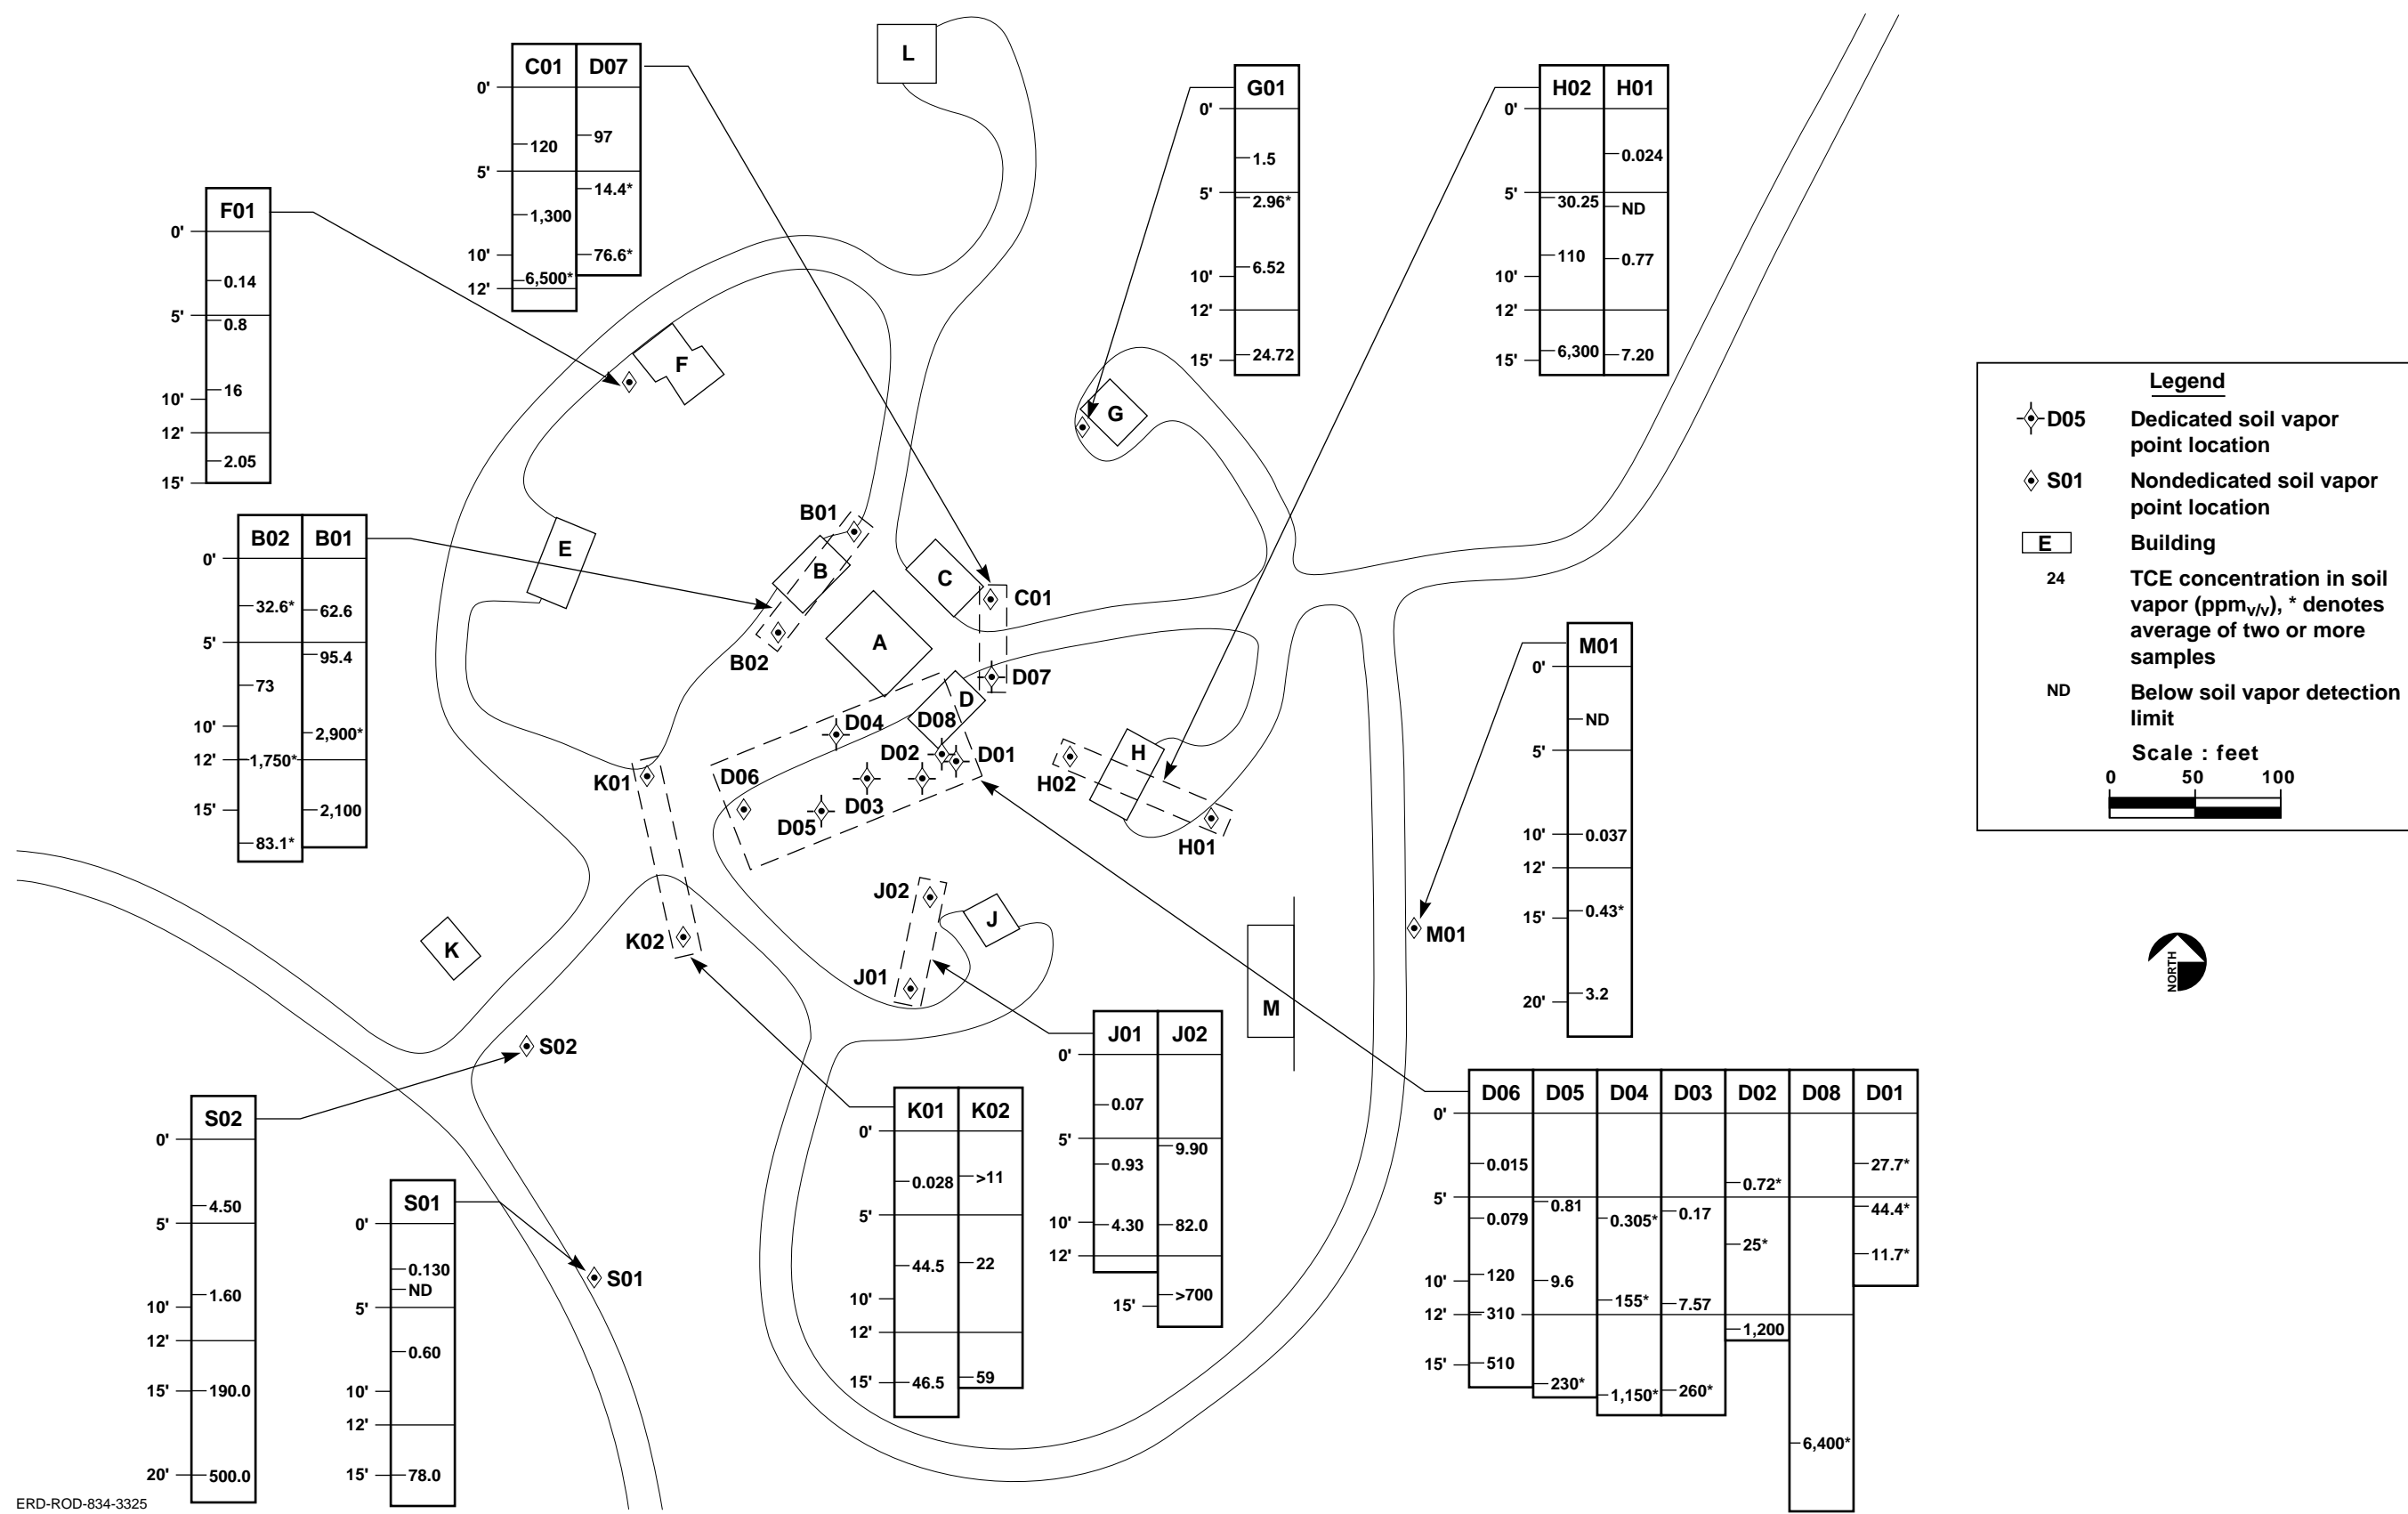 L
C01 D07
0'
120
97
5'
14.4*
1,300
10'
76.6*
6,500*
12'
G01
0'
1.5
5'
2.96*
6.52
10'
12'
15'
24.72
H02 H01
0'
0.024
5'
30.25
ND
110
0.77
10'
12'
15'
6,300
7.20
F01
0'
0.14
5'
0.8
16
10'
12'
2.05
15'
F
G
B02 B01
0'
32.6*
62.6
5'
95.4
73
10'
2,900*
12'
1,750*
15'
2,100
83.1*
E
B01
B
B02
C
C01
A
D07
D
D04
D08
D02
D01
D06
D03
D05
H
H02
H01
K01
K02
K
J02
J
J01
M
M01
M01
0'
ND
5'
10'
0.037
12'
15'
0.43*
20'
3.2
Legend
D05 Dedicated soil vapor
point location
S01 Nondedicated soil vapor
point location
E Building
24 TCE concentration in soil
vapor (ppmv/v), * denotes
average of two or more
samples
ND Below soil vapor detection
limit
Scale : feet
0 50 100
NORTH
S02
S02
0'
4.50
5'
1.60
10'
12'
15'
190.0
20'
500.0
S01
S01
0'
0.130
ND
5'
0.60
10'
12'
15'
78.0
K01 K02
0'
0.028
>11
5'
44.5
22
10'
12'
15'
46.5
59
J01 J02
0'
0.07
5'
9.90
0.93
10'
4.30
82.0
12'
>700
15'
D06 D05 D04 D03 D02 D08 D01
0'
0.015
27.7*
0.72*
5'
0.81
0.17
44.4*
0.079
0.305*
25*
11.7*
120
10'
9.6
155*
7.57
12'
310
1,200
15'
510
230*
1,150*
260*
6,400*
ERD-ROD-834-3325